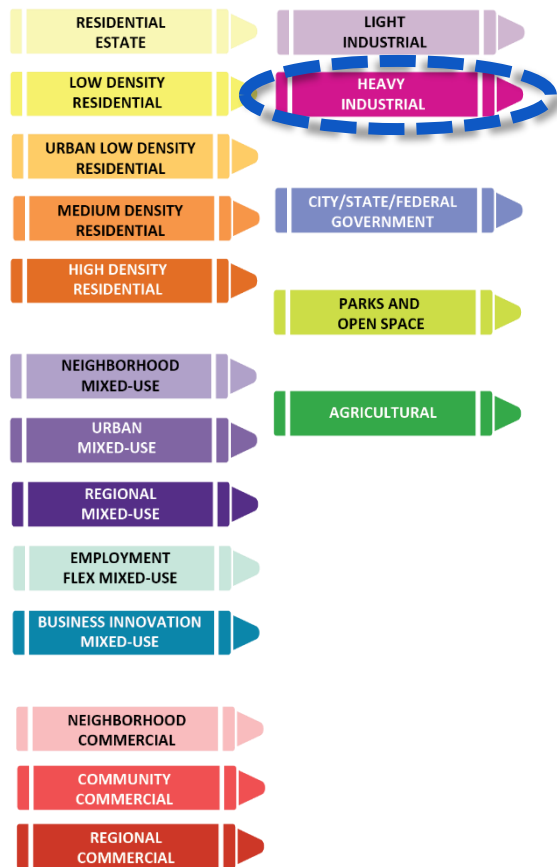 RESIDENTIAL
ESTATE
LOW DENSITY
RESIDENTIAL
URBAN LOW DENSITY
RESIDENTIAL
MEDIUM DENSITY
RESIDENTIAL
HIGH DENSITY
RESIDENTIAL
NEIGHBORHOOD
MIXED-USE
URBAN
MIXED-USE
REGIONAL
MIXED-USE
EMPLOYMENT
FLEX MIXED-USE
BUSINESS INNOVATION
MIXED-USE
NEIGHBORHOOD
COMMERCIAL
COMMUNITY
COMMERCIAL
REGIONAL
COMMERCIAL
LIGHT
INDUSTRIAL
HEAVY
INDUSTRIAL
CITY/STATE/FEDERAL
GOVERNMENT
PARKS AND
OPEN SPACE
AGRICULTURAL